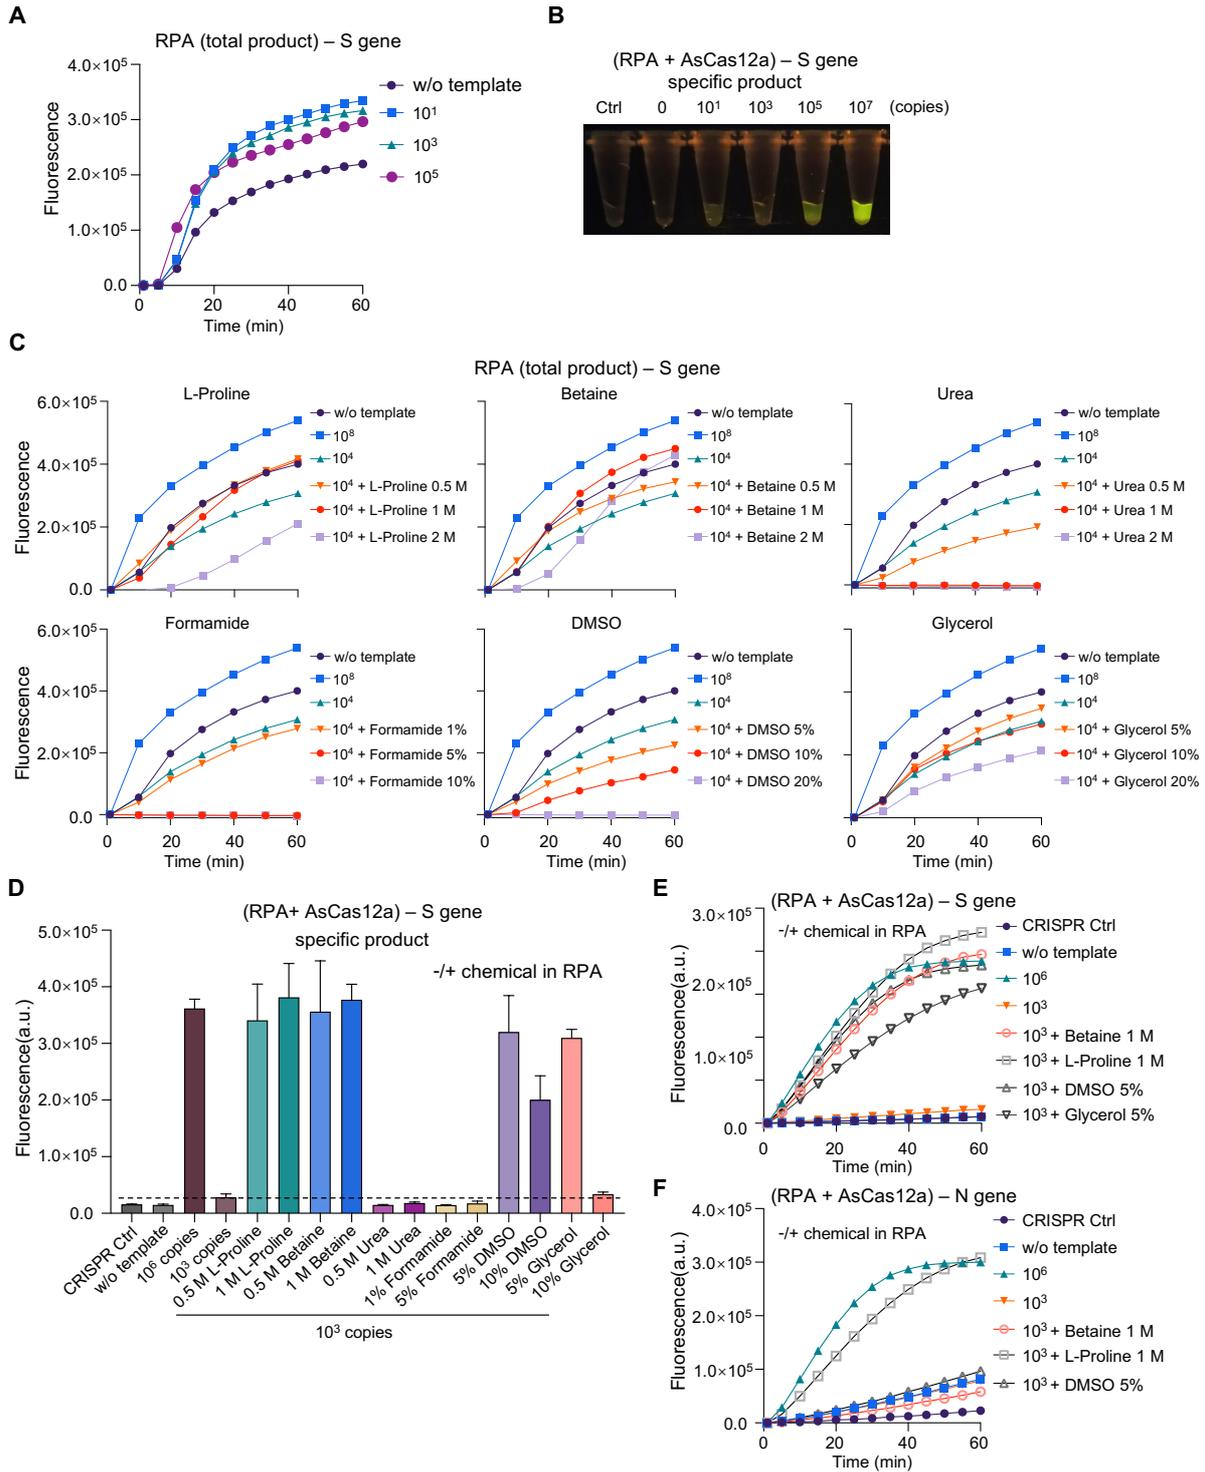 A
RPA (total product) – S gene
Fluorescence
4.0×10⁵
3.0×10⁵
2.0×10⁵
1.0×10⁵
0.0
0 20 40 60
Time (min)
w/o template
10¹
10³
10⁵
B
(RPA + AsCas12a) – S gene
specific product
Ctrl 0 10¹ 10³ 10⁵ 10⁷ (copies)
C
RPA (total product) – S gene
L-Proline
Fluorescence
6.0×10⁵
4.0×10⁵
2.0×10⁵
0.0
w/o template
10⁸
10⁴
10⁴ + L-Proline 0.5 M
10⁴ + L-Proline 1 M
10⁴ + L-Proline 2 M
Betaine
w/o template
10⁸
10⁴
10⁴ + Betaine 0.5 M
10⁴ + Betaine 1 M
10⁴ + Betaine 2 M
Urea
w/o template
10⁸
10⁴
10⁴ + Urea 0.5 M
10⁴ + Urea 1 M
10⁴ + Urea 2 M
Formamide
Fluorescence
6.0×10⁵
4.0×10⁵
2.0×10⁵
0.0
0 20 40 60
Time (min)
w/o template
10⁸
10⁴
10⁴ + Formamide 1%
10⁴ + Formamide 5%
10⁴ + Formamide 10%
DMSO
0 20 40 60
Time (min)
w/o template
10⁸
10⁴
10⁴ + DMSO 5%
10⁴ + DMSO 10%
10⁴ + DMSO 20%
Glycerol
0 20 40 60
Time (min)
w/o template
10⁸
10⁴
10⁴ + Glycerol 5%
10⁴ + Glycerol 10%
10⁴ + Glycerol 20%
D
(RPA+ AsCas12a) – S gene
specific product
-/+ chemical in RPA
Fluorescence(a.u.)
5.0×10⁵
4.0×10⁵
3.0×10⁵
2.0×10⁵
1.0×10⁵
0.0
CRISPR Ctrl
w/o template
10⁶ copies
10³ copies
0.5 M L-Proline
1 M L-Proline
0.5 M Betaine
1 M Betaine
0.5 M Urea
1 M Urea
1% Formamide
5% Formamide
5% DMSO
10% DMSO
5% Glycerol
10% Glycerol
10³ copies
E
(RPA + AsCas12a) – S gene
-/+ chemical in RPA
Fluorescence(a.u.)
3.0×10⁵
2.0×10⁵
1.0×10⁵
0.0
0 20 40 60
Time (min)
CRISPR Ctrl
w/o template
10⁶
10³
10³ + Betaine 1 M
10³ + L-Proline 1 M
10³ + DMSO 5%
10³ + Glycerol 5%
F
(RPA + AsCas12a) – N gene
-/+ chemical in RPA
Fluorescence(a.u.)
4.0×10⁵
3.0×10⁵
2.0×10⁵
1.0×10⁵
0.0
0 20 40 60
Time (min)
CRISPR Ctrl
w/o template
10⁶
10³
10³ + Betaine 1 M
10³ + L-Proline 1 M
10³ + DMSO 5%